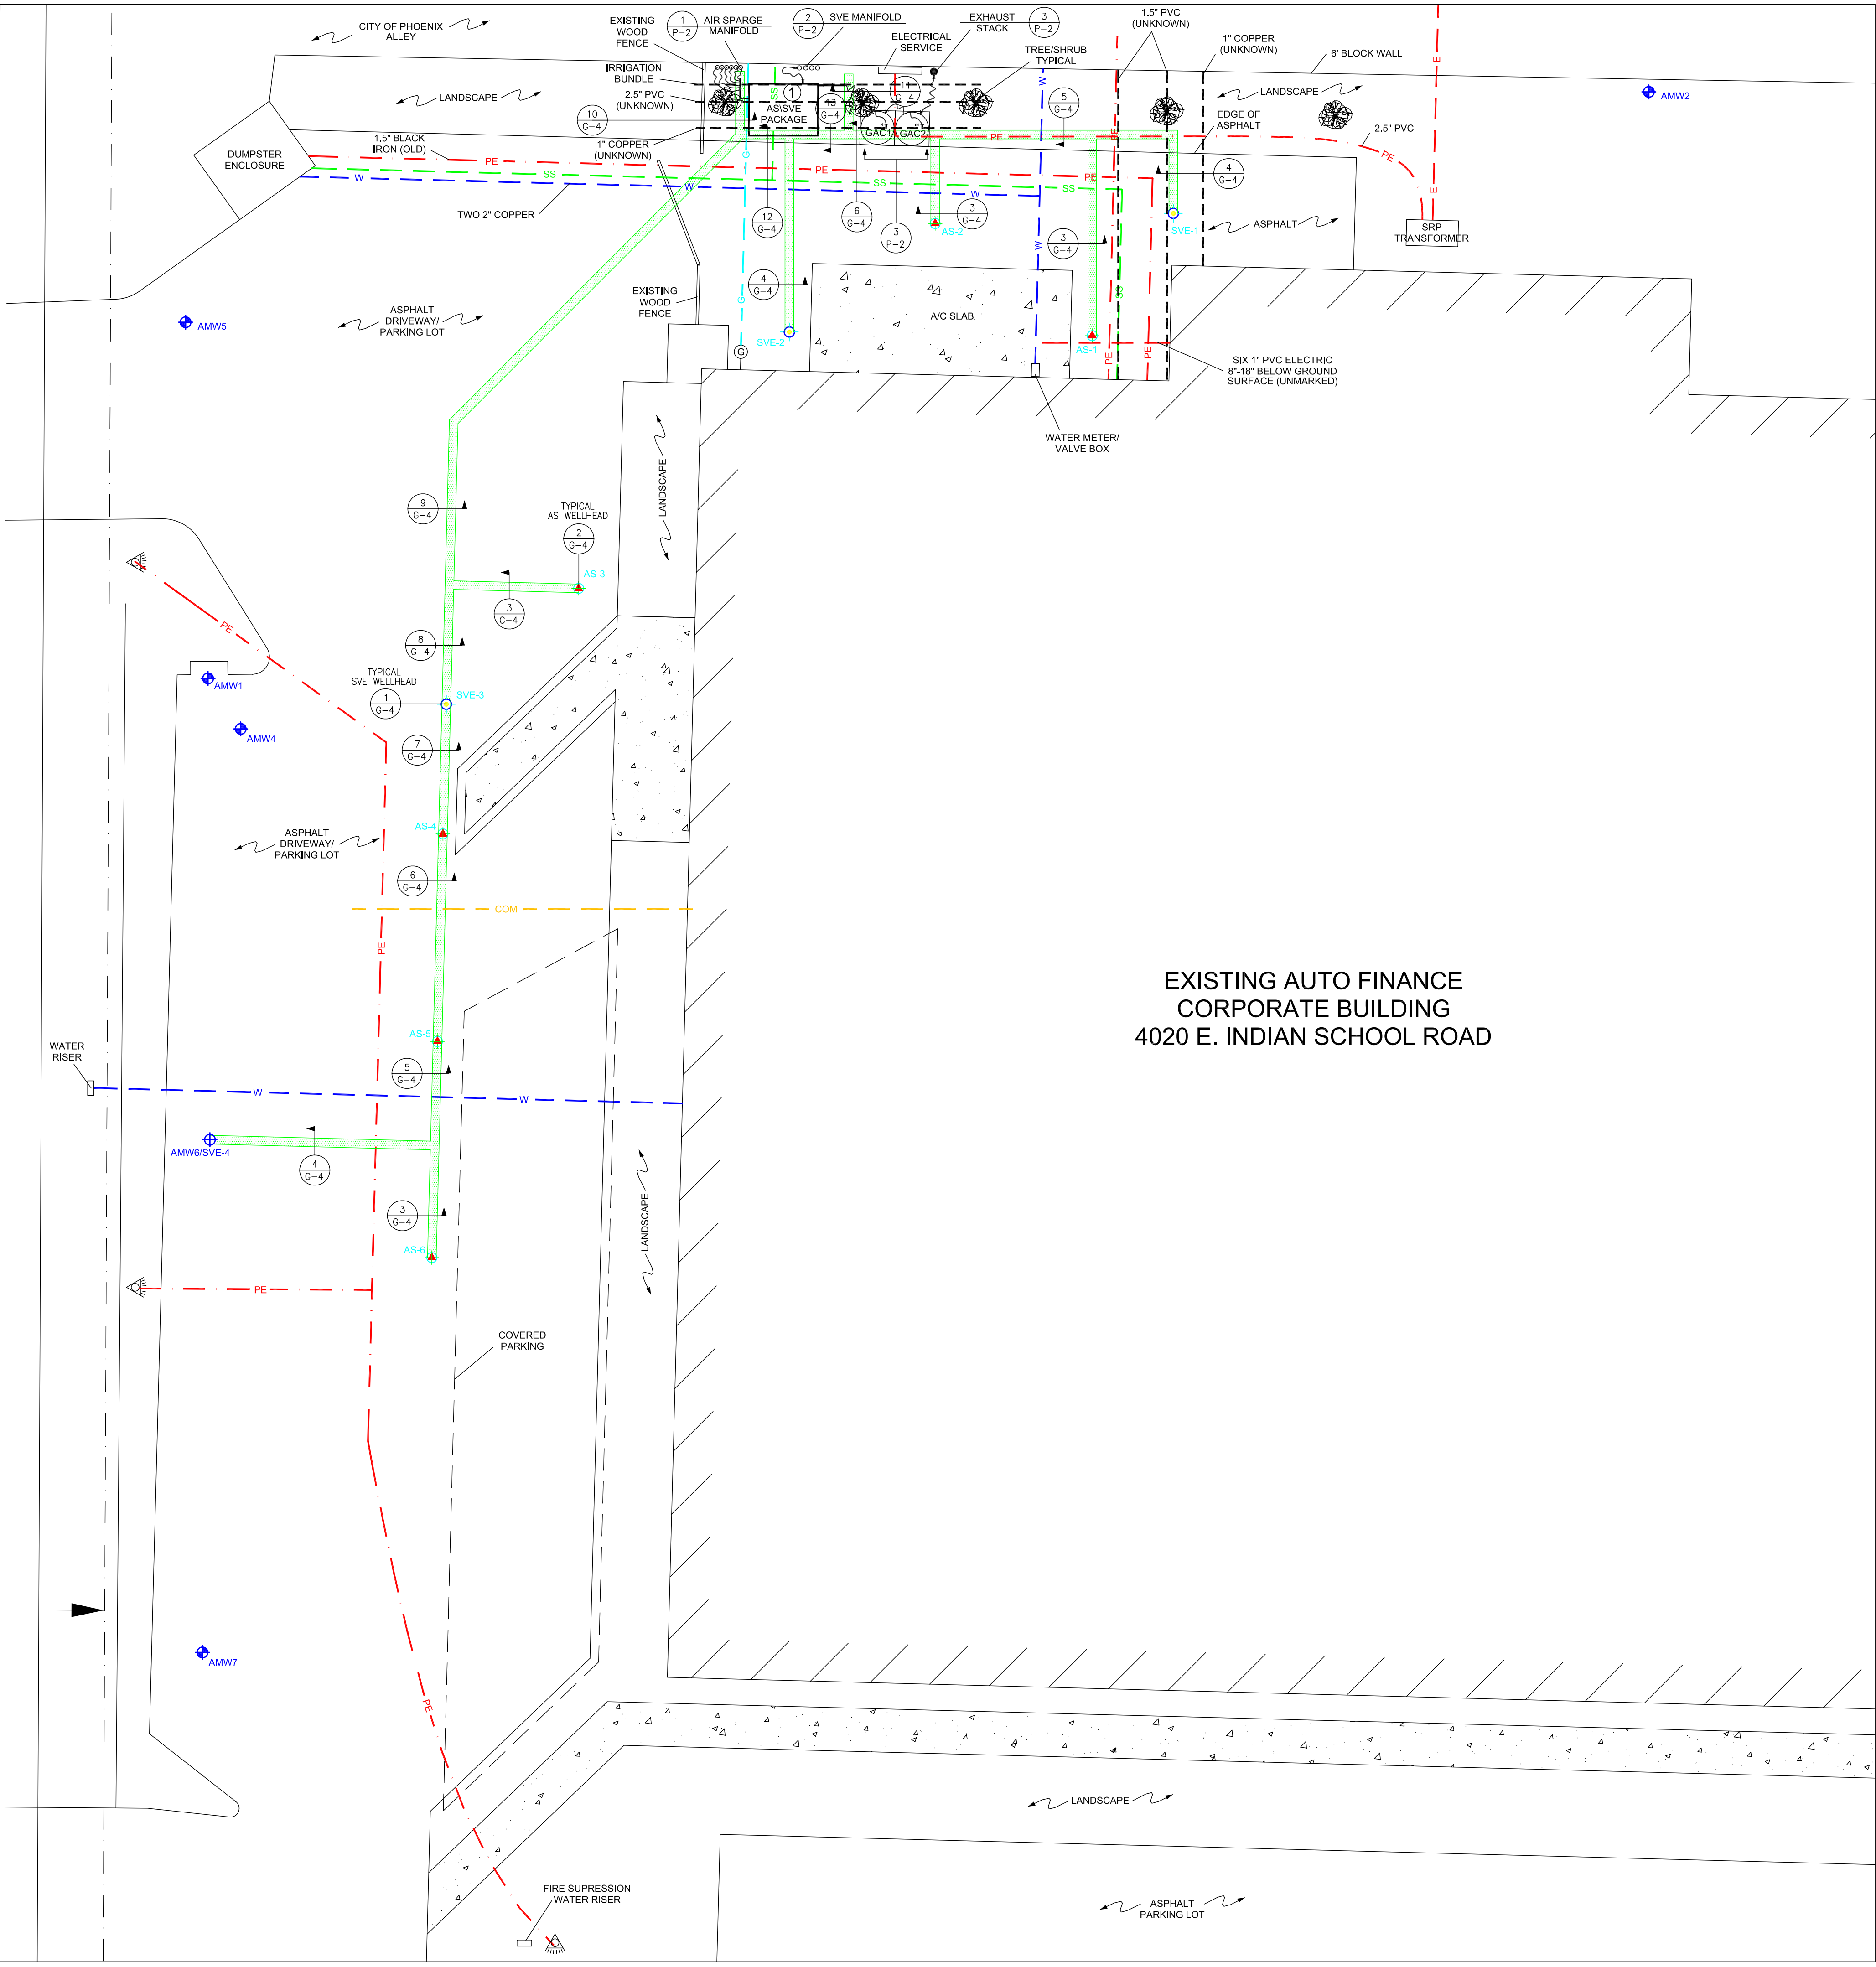 CITY OF PHOENIX
ALLEY
EXISTING
WOOD
FENCE
1
P-2
AIR SPARGE
MANIFOLD
2
P-2
SVE MANIFOLD
ELECTRICAL
SERVICE
EXHAUST
STACK
3
P-2
TREE/SHRUB
TYPICAL
1.5" PVC
(UNKNOWN)
1" COPPER
(UNKNOWN)
6' BLOCK WALL
E
LANDSCAPE
IRRIGATION
BUNDLE
2.5" PVC
(UNKNOWN)
SS
1
AS\SVE
PACKAGE
13
G-4
11
G-4
W
5
G-4
LANDSCAPE
AMW2
10
G-4
EDGE OF
ASPHALT
2.5" PVC
1.5" BLACK
IRON (OLD)
1" COPPER
(UNKNOWN)
GAC1
GAC2
PE
PE
PE
DUMPSTER
ENCLOSURE
PE
G
PE
PE
SS
SS
SS
4
G-4
W
W
W
E
TWO 2" COPPER
12
G-4
6
G-4
3
P-2
3
G-4
AS-2
3
G-4
W
SVE-1
ASPHALT
SRP
TRANSFORMER
4
G-4
EXISTING
WOOD
FENCE
G
SS
ASPHALT
DRIVEWAY/
PARKING LOT
AMW5
A/C SLAB
SVE-2
G
AS-1
PE
PE
SIX 1" PVC ELECTRIC
8"-18" BELOW GROUND
SURFACE (UNMARKED)
WATER METER/
VALVE BOX
LANDSCAPE
9
G-4
TYPICAL
AS WELLHEAD
2
G-4
AS-3
3
G-4
PE
8
G-4
TYPICAL
SVE WELLHEAD
1
G-4
SVE-3
AMW1
AMW4
7
G-4
AS-4
ASPHALT
DRIVEWAY/
PARKING LOT
6
G-4
COM
PE
EXISTING AUTO FINANCE
CORPORATE BUILDING
4020 E. INDIAN SCHOOL ROAD
AS-5
WATER
RISER
5
G-4
W
W
AMW6/SVE-4
4
G-4
3
G-4
LANDSCAPE
AS-6
PE
COVERED
PARKING
AMW7
PE
LANDSCAPE
FIRE SUPRESSION
WATER RISER
ASPHALT
PARKING LOT